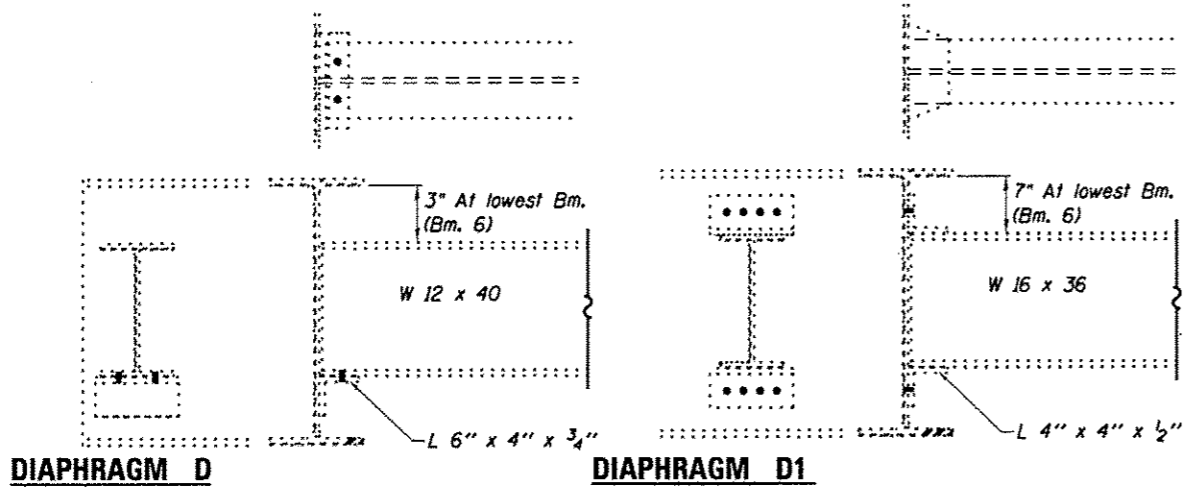 3" At lowest Bm.
(Bm. 6)
W 12 x 40
L 6" x 4" x 3/4"
DIAPHRAGM D
7" At lowest Bm.
(Bm. 6)
W 16 x 36
L 4" x 4" x 1/2"
DIAPHRAGM D1